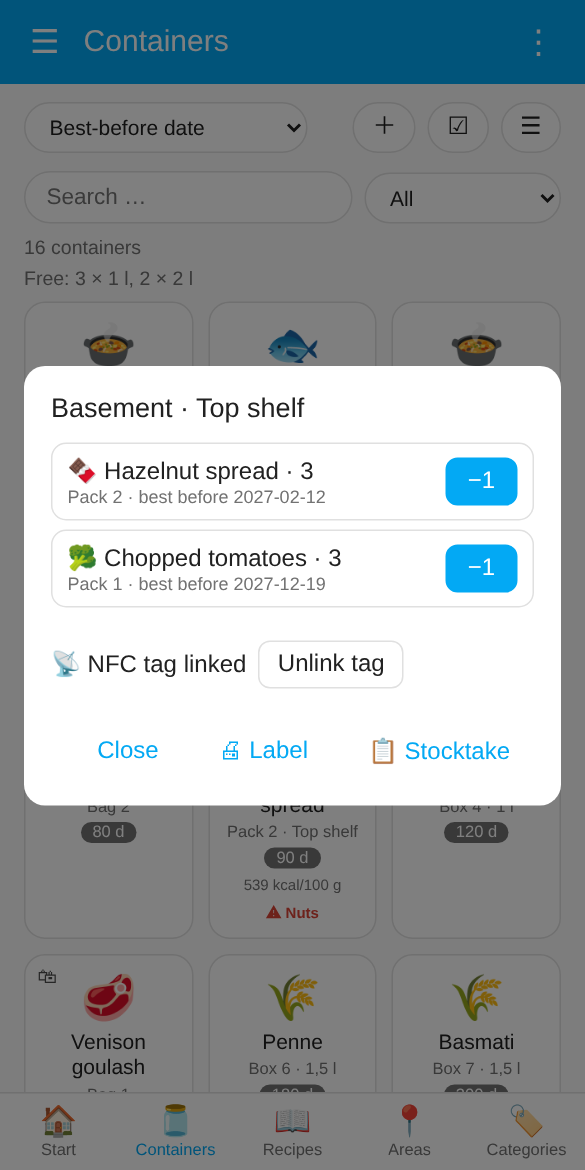 Containers
Best-before date
Search …
All
16 containers
Free: 3 × 1 l, 2 × 2 l
Basement · Top shelf
Hazelnut spread · 3
Pack 2 · best before 2027-02-12
−1
Chopped tomatoes · 3
Pack 1 · best before 2027-12-19
−1
NFC tag linked
Unlink tag
Close
Label
Stocktake
Bag 2
80 d
spread
Pack 2 · Top shelf
90 d
539 kcal/100 g
Nuts
Box 4 · 1 l
120 d
Venison
goulash
Bag 1
Penne
Box 6 · 1,5 l
Basmati
Box 7 · 1,5 l
Start
Containers
Recipes
Areas
Categories